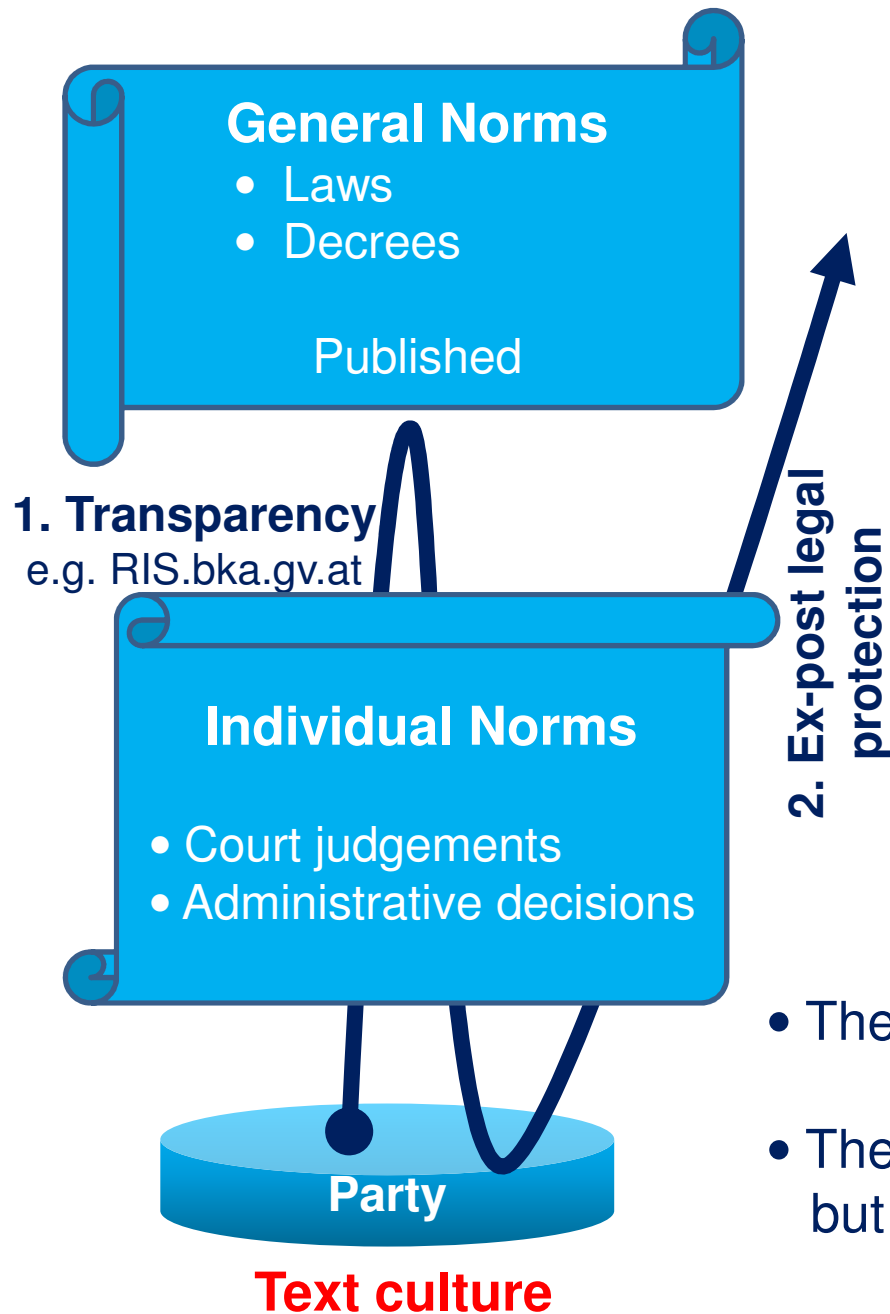 General Norms
• Laws
• Decrees
Published
1. Transparency
e.g. RIS.bka.gv.at
2. Ex-post legal
protection
Individual Norms
• Court judgements
• Administrative decisions
• The
• The
but
Party
Text culture